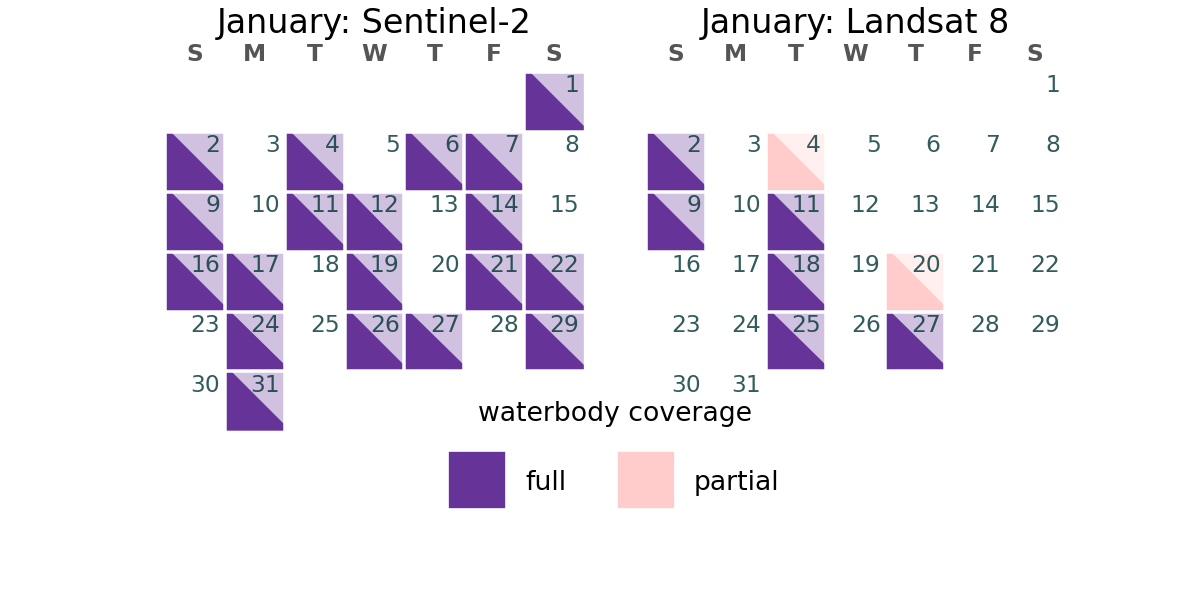 January: Sentinel-2
S M T W T F S
1
2 3 4 5 6 7 8
9 10 11 12 13 14 15
16 17 18 19 20 21 22
23 24 25 26 27 28 29
30 31
January: Landsat 8
S M T W T F S
1
2 3 4 5 6 7 8
9 10 11 12 13 14 15
16 17 18 19 20 21 22
23 24 25 26 27 28 29
30 31
waterbody coverage
full
partial